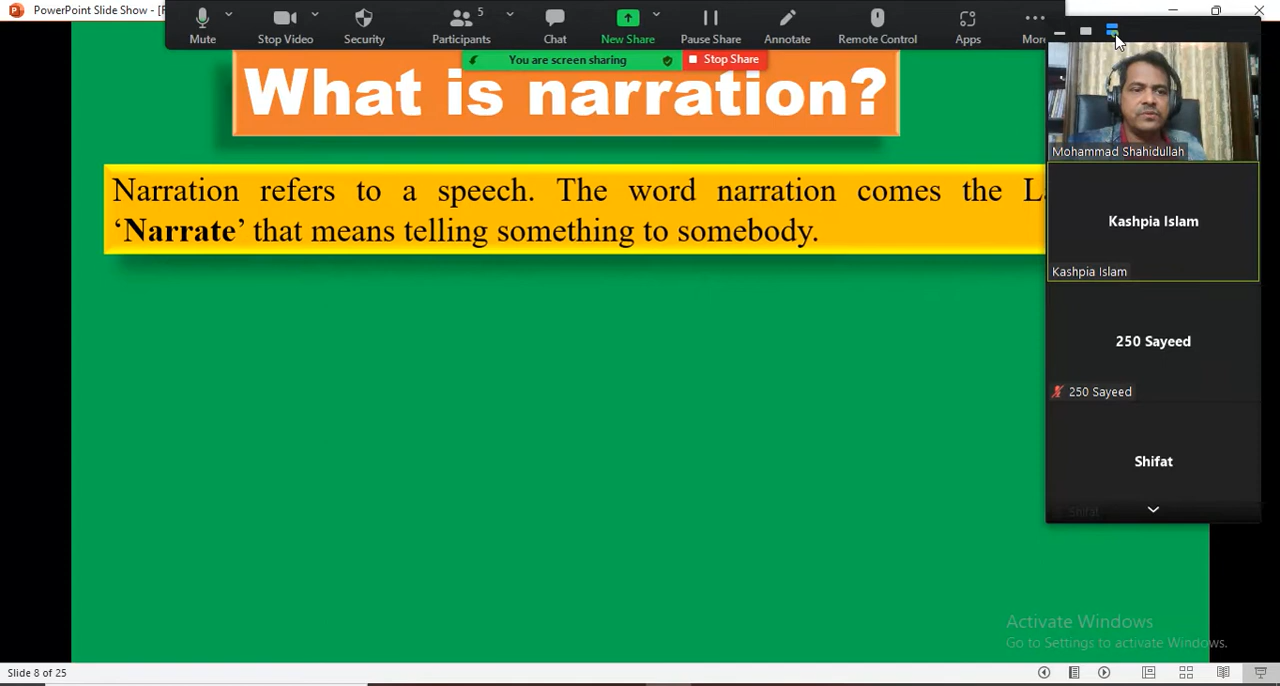 PowerPoint Slide Show - [
Mute
Stop Video
Security
Participants
5
Chat
New Share
Pause Share
Annotate
Remote Control
Apps
You are screen sharing
Stop Share
What is narration?
Narration refers to a speech. The word narration comes the
‘Narrate’ that means telling something to somebody.
Mohammad Shahidullah
Kashpia Islam
Kashpia Islam
250 Sayeed
250 Sayeed
Shifat
Shifat
Activate Windows
Go to Settings to activate Windows.
Slide 8 of 25